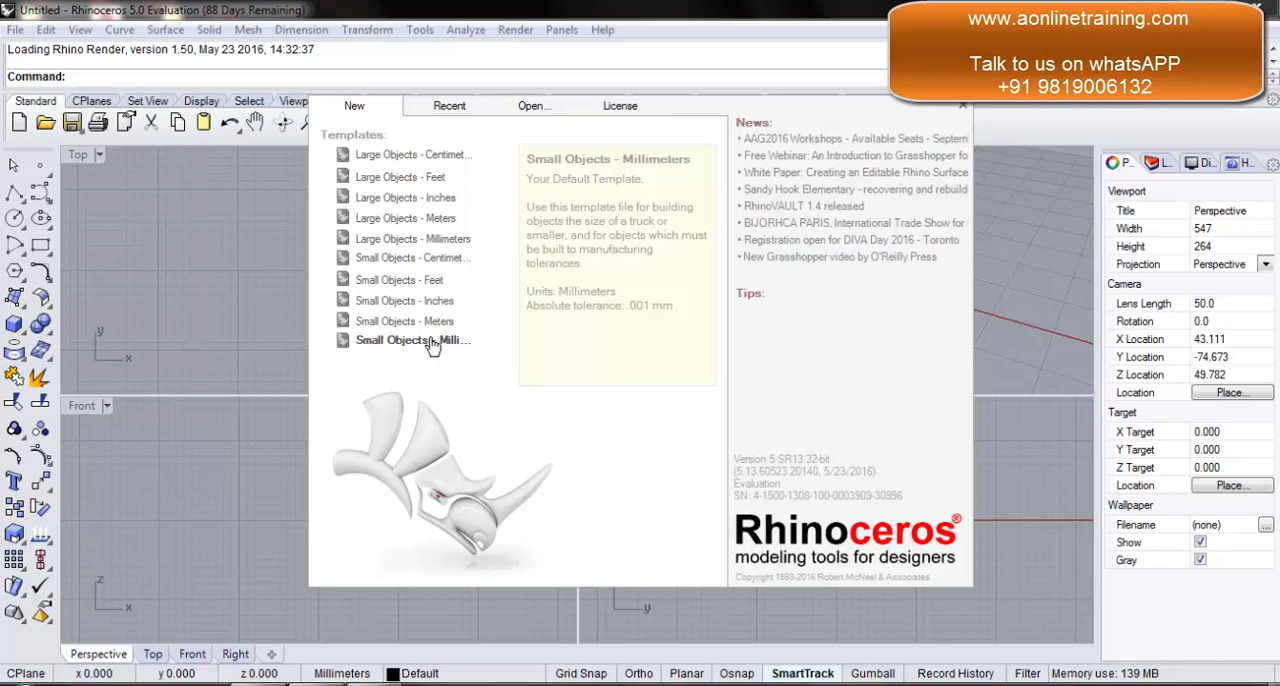 Untitled - Rhinoceros 5.0 Evaluation (88 Days Remaining)
www.aonlinetraining.com
Talk to us on whatsAPP
+91 9819006132
File Edit View Curve Surface Solid Mesh Dimension Transform Tools Analyze Render Panels Help
Loading Rhino Render, version 1.50, May 23 2016, 14:32:37
Command:
Standard CPlanes Set View Display Select Viewp
New Recent Open... License
Templates:
Large Objects - Centimet...
Large Objects - Feet
Large Objects - Inches
Large Objects - Meters
Large Objects - Millimeters
Small Objects - Centimet...
Small Objects - Feet
Small Objects - Inches
Small Objects - Meters
Small Objects - Milli...
Small Objects - Millimeters
Your Default Template.
Use this template file for building
objects the size of a truck or
smaller, and for objects which must
be built to manufacturing
tolerances.
Units: Millimeters
Absolute tolerance: .001 mm
News:
• AAG2016 Workshops - Available Seats - Septem
• Free Webinar: An Introduction to Grasshopper fo
• White Paper: Creating an Editable Rhino Surface
• Sandy Hook Elementary - recovering and rebuild
• RhinoVAULT 1.4 released
• BIJORHCA PARIS, International Trade Show for
• Registration open for DIVA Day 2016 - Toronto
• New Grasshopper video by O'Reilly Press
Tips:
Version 5 SR13 32-bit
(5.13.60523.20140, 5/23/2016)
Evaluation
SN: 4-1500-1308-100-0003909-30996
Rhinoceros®
modeling tools for designers
Copyright 1993-2016 Robert McNeel & Associates
Top
y
x
Front
z
x
y
P... L... Di... H...
Viewport
Title Perspective
Width 547
Height 264
Projection Perspective
Camera
Lens Length 50.0
Rotation 0.0
X Location 43.111
Y Location -74.673
Z Location 49.782
Location Place...
Target
X Target 0.000
Y Target 0.000
Z Target 0.000
Location Place...
Wallpaper
Filename (none) ...
Show
Gray
Perspective Top Front Right
CPlane x 0.000 y 0.000 z 0.000 Millimeters Default Grid Snap Ortho Planar Osnap SmartTrack Gumball Record History Filter Memory use: 139 MB